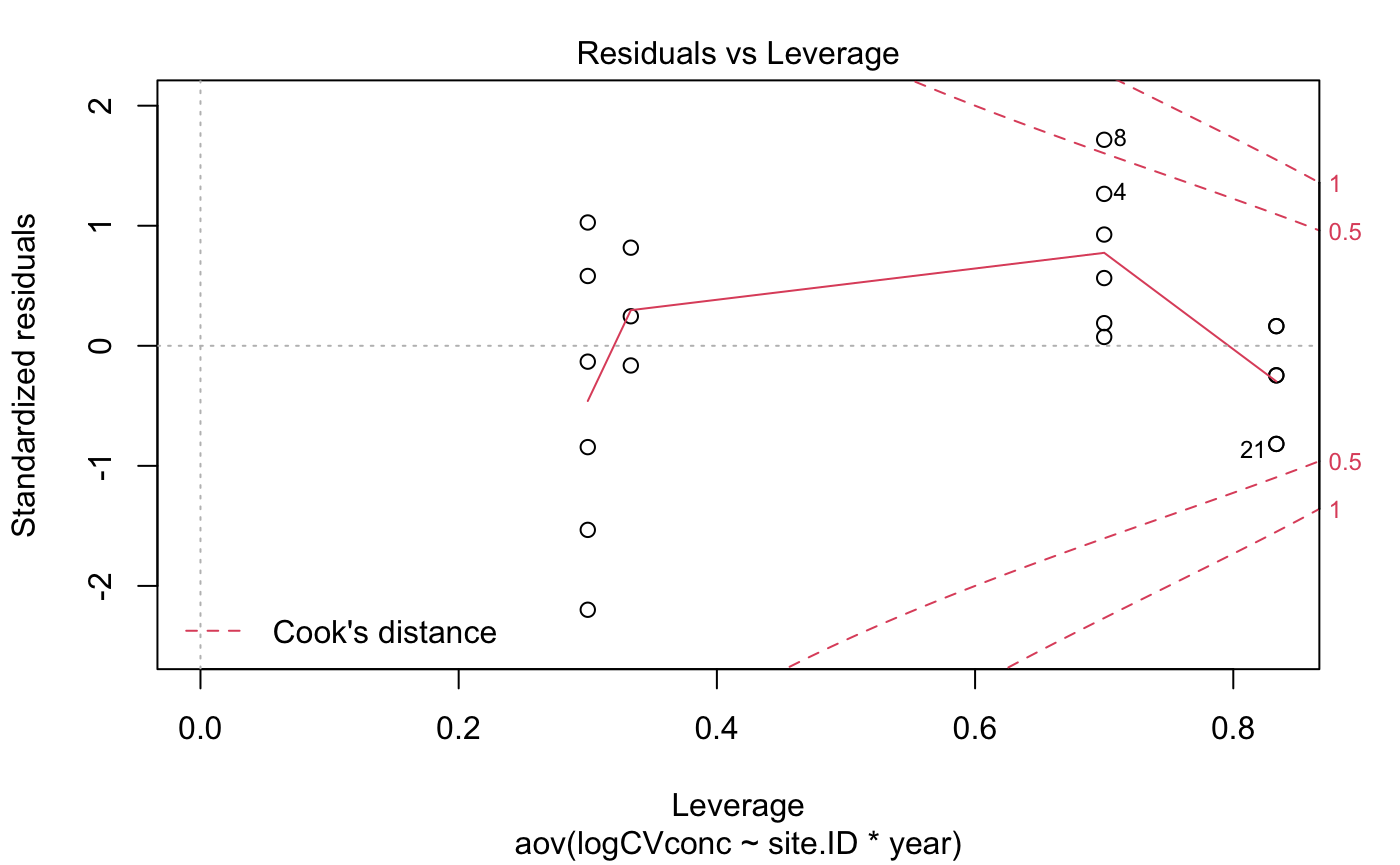 Residuals vs Leverage
Standardized residuals
2
1
0
-1
-2
8
4
21
1
0.5
0.5
1
Cook's distance
0.0 0.2 0.4 0.6 0.8
Leverage
aov(logCVconc ~ site.ID * year)